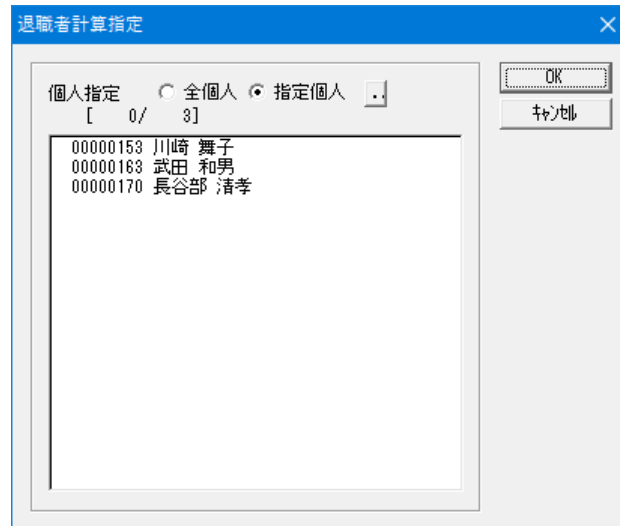 退職者計算指定
個人指定 全個人 指定個人 ..
[ 0/ 3]
00000153 川崎 舞子
00000163 武田 和男
00000170 長谷部 清孝
OK
ｷｬﾝｾﾙ